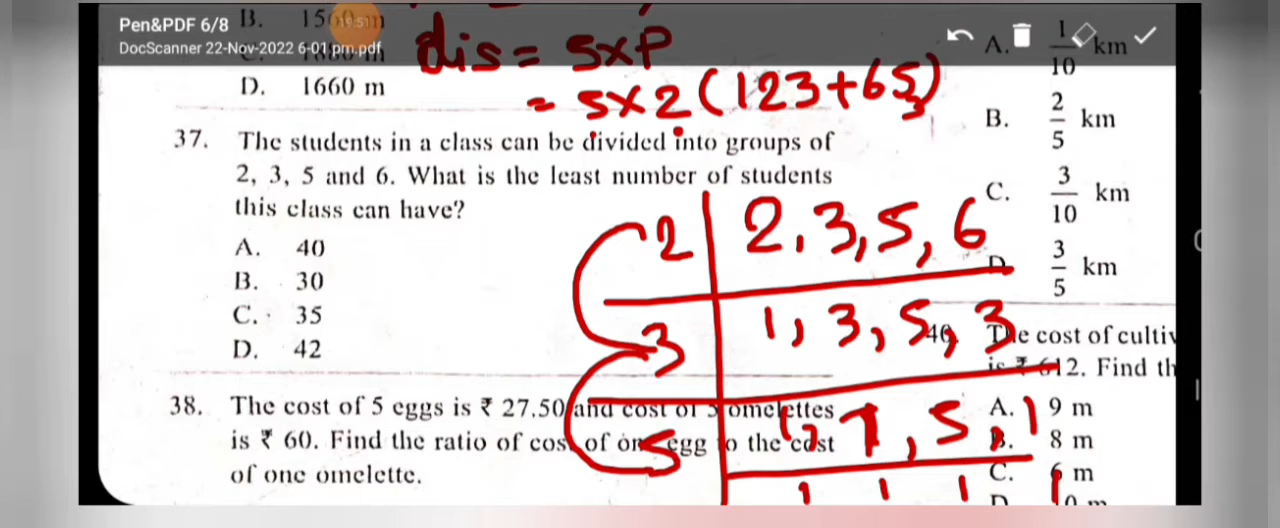 Pen&PDF 6/8
DocScanner 22-Nov-2022 6-01 pm.pdf
B.
D. 1660 m
dis = 5xP
= 5x2(123+65)
37. The students in a class can be divided into groups of
2, 3, 5 and 6. What is the least number of students
this class can have?
A. 40
B. 30
C. 35
D. 42
2 | 2, 3, 5, 6
3 | 1, 3, 5, 3
5 | 1, 1, 5, 1
1 1 1 1
38. The cost of 5 eggs is ₹ 27.50 and cost of 5 omelettes
is ₹ 60. Find the ratio of cost of one egg to the cost
of one omelette.
A. 1/10 km
B. 2/5 km
C. 3/10 km
D. 3/5 km
40. The cost of
is ₹ 612. Find
A. 9 m
B. 8 m
C. 6 m